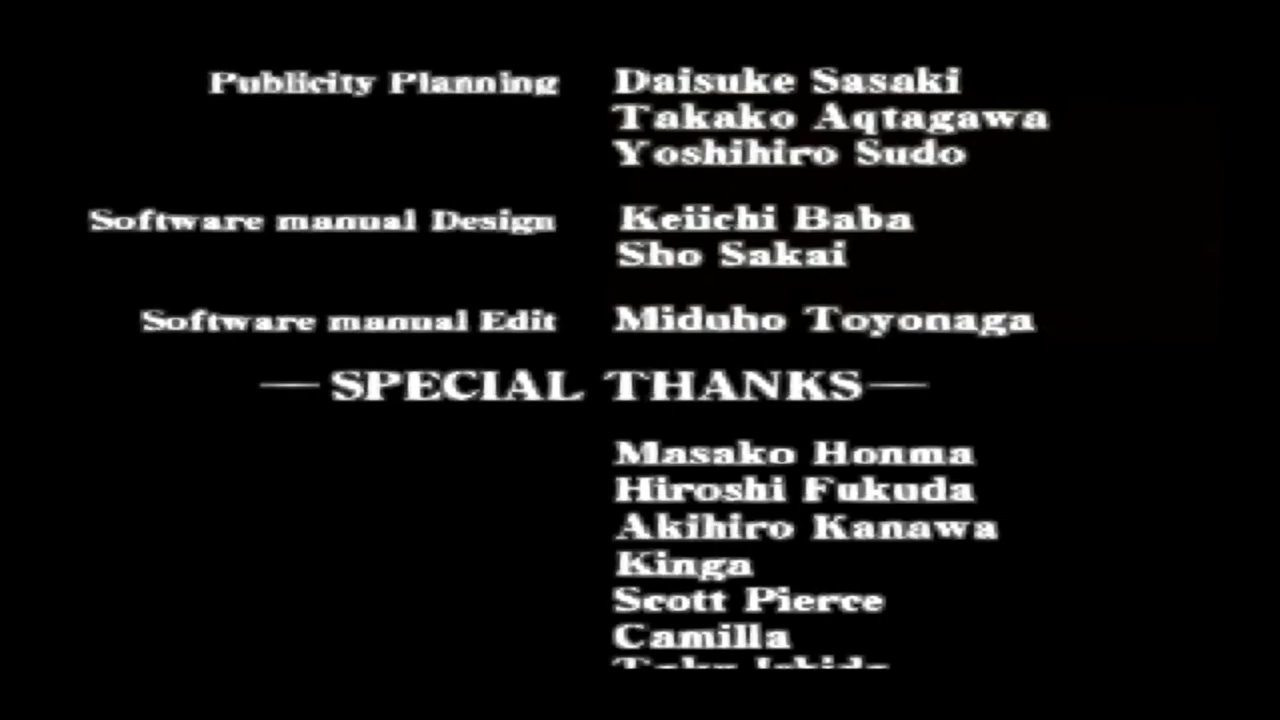 Publicity Planning Daisuke Sasaki
Takako Aqtagawa
Yoshihiro Sudo
Software manual Design Keiichi Baba
Sho Sakai
Software manual Edit Miduho Toyonaga
— SPECIAL THANKS —
Masako Honma
Hiroshi Fukuda
Akihiro Kanawa
Kinga
Scott Pierce
Camilla